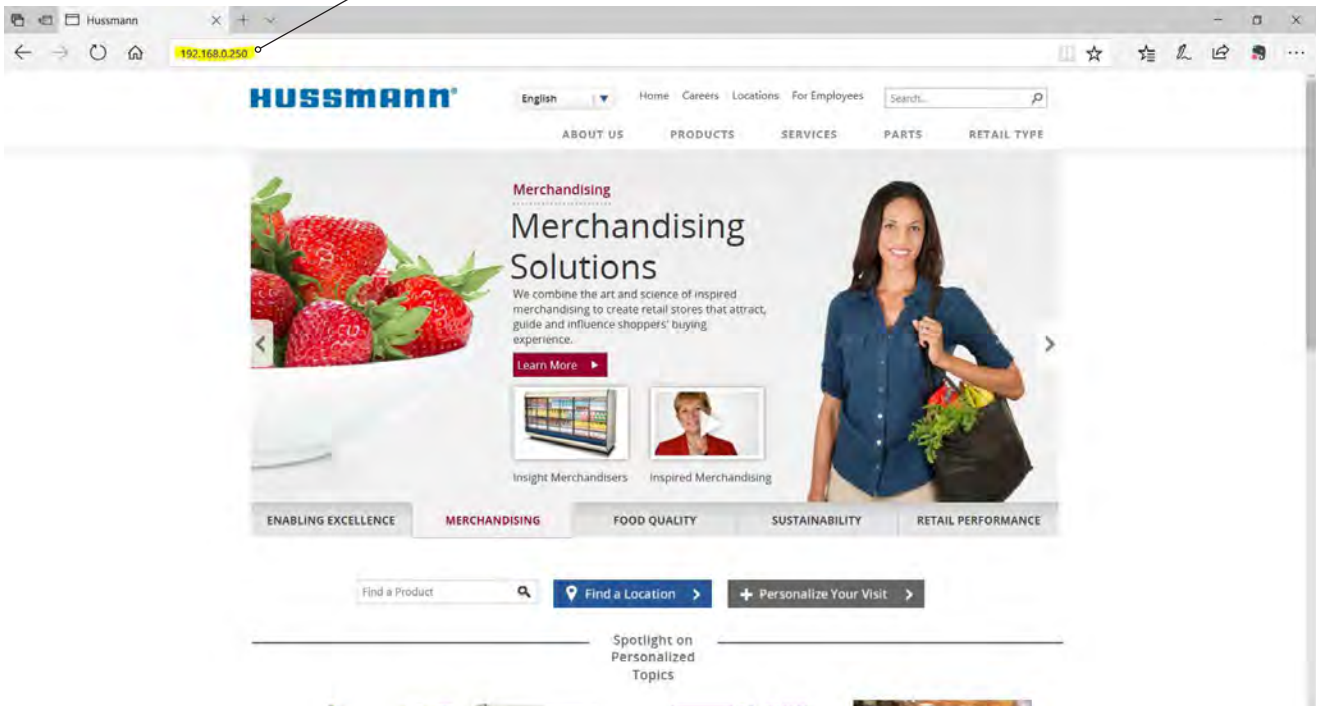 Hussmann
192.168.0.250
HUSSMANN®
English
Home Careers Locations For Employees
Search...
ABOUT US PRODUCTS SERVICES PARTS RETAIL TYPE
Merchandising
Merchandising
Solutions
We combine the art and science of inspired
merchandising to create retail stores that attract,
guide and influence shoppers' buying
experience.
Learn More
Insight Merchandisers Inspired Merchandising
ENABLING EXCELLENCE MERCHANDISING FOOD QUALITY SUSTAINABILITY RETAIL PERFORMANCE
Find a Product
Find a Location
Personalize Your Visit
Spotlight on
Personalized
Topics